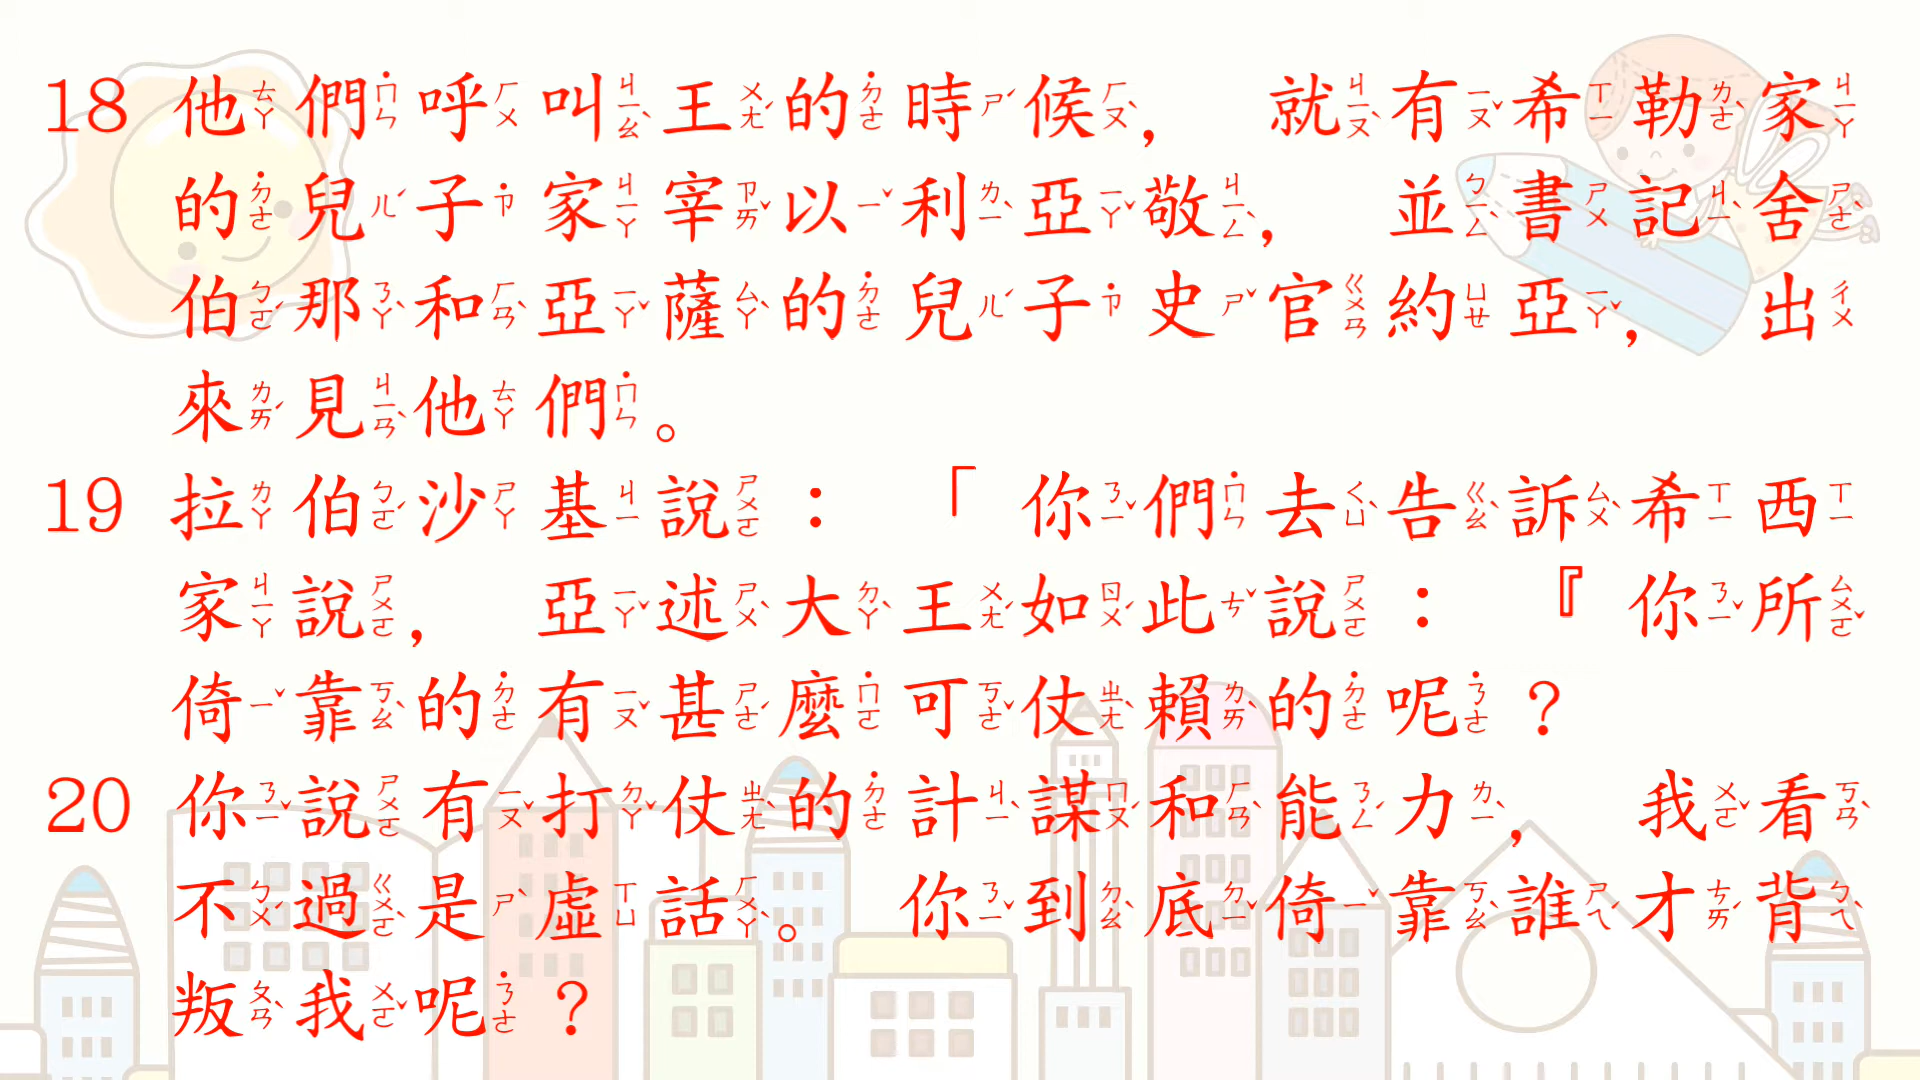 18 他們呼叫王的時候， 就有希勒家
的兒子家宰以利亞敬， 並書記舍
伯那和亞薩的兒子史官約亞， 出
來見他們。
19 拉伯沙基說：「你們去告訴希西
家說， 亞述大王如此說：『你所
倚靠的有甚麼可仗賴的呢？
20 你說有打仗的計謀和能力， 我看
不過是虛話。 你到底倚靠誰才背
叛我呢？